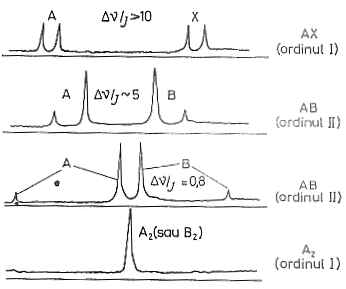 A Δν/J >10 X AX
(ordinul I)
A Δν/J ~5 B AB
(ordinul II)
A B AB
Δν/J = 0,8 (ordinul II)
A₂(sau B₂) A₂
(ordinul I)